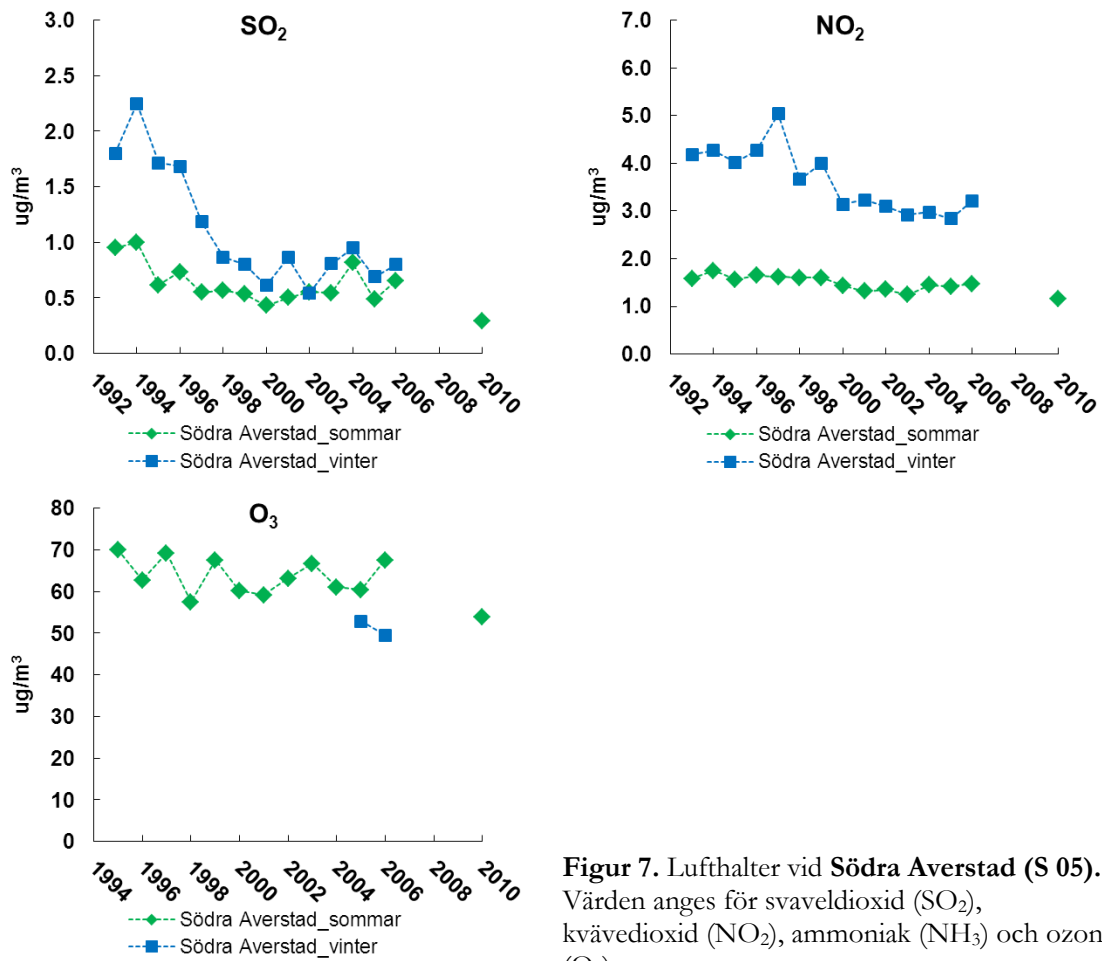 SO₂
3.0
2.5
2.0
1.5
1.0
0.5
0.0
ug/m³
1992 1994 1996 1998 2000 2002 2004 2006 2008 2010
Södra Averstad_sommar
Södra Averstad_vinter
NO₂
7.0
6.0
5.0
4.0
3.0
2.0
1.0
0.0
ug/m³
1992 1994 1996 1998 2000 2002 2004 2006 2008 2010
Södra Averstad_sommar
Södra Averstad_vinter
O₃
80
70
60
50
40
30
20
10
0
ug/m³
1994 1996 1998 2000 2002 2004 2006 2008 2010
Södra Averstad_sommar
Södra Averstad_vinter
Figur 7. Lufthalter vid Södra Averstad (S 05).
Värden anges för svaveldioxid (SO₂),
kvävedioxid (NO₂), ammoniak (NH₃) och ozon